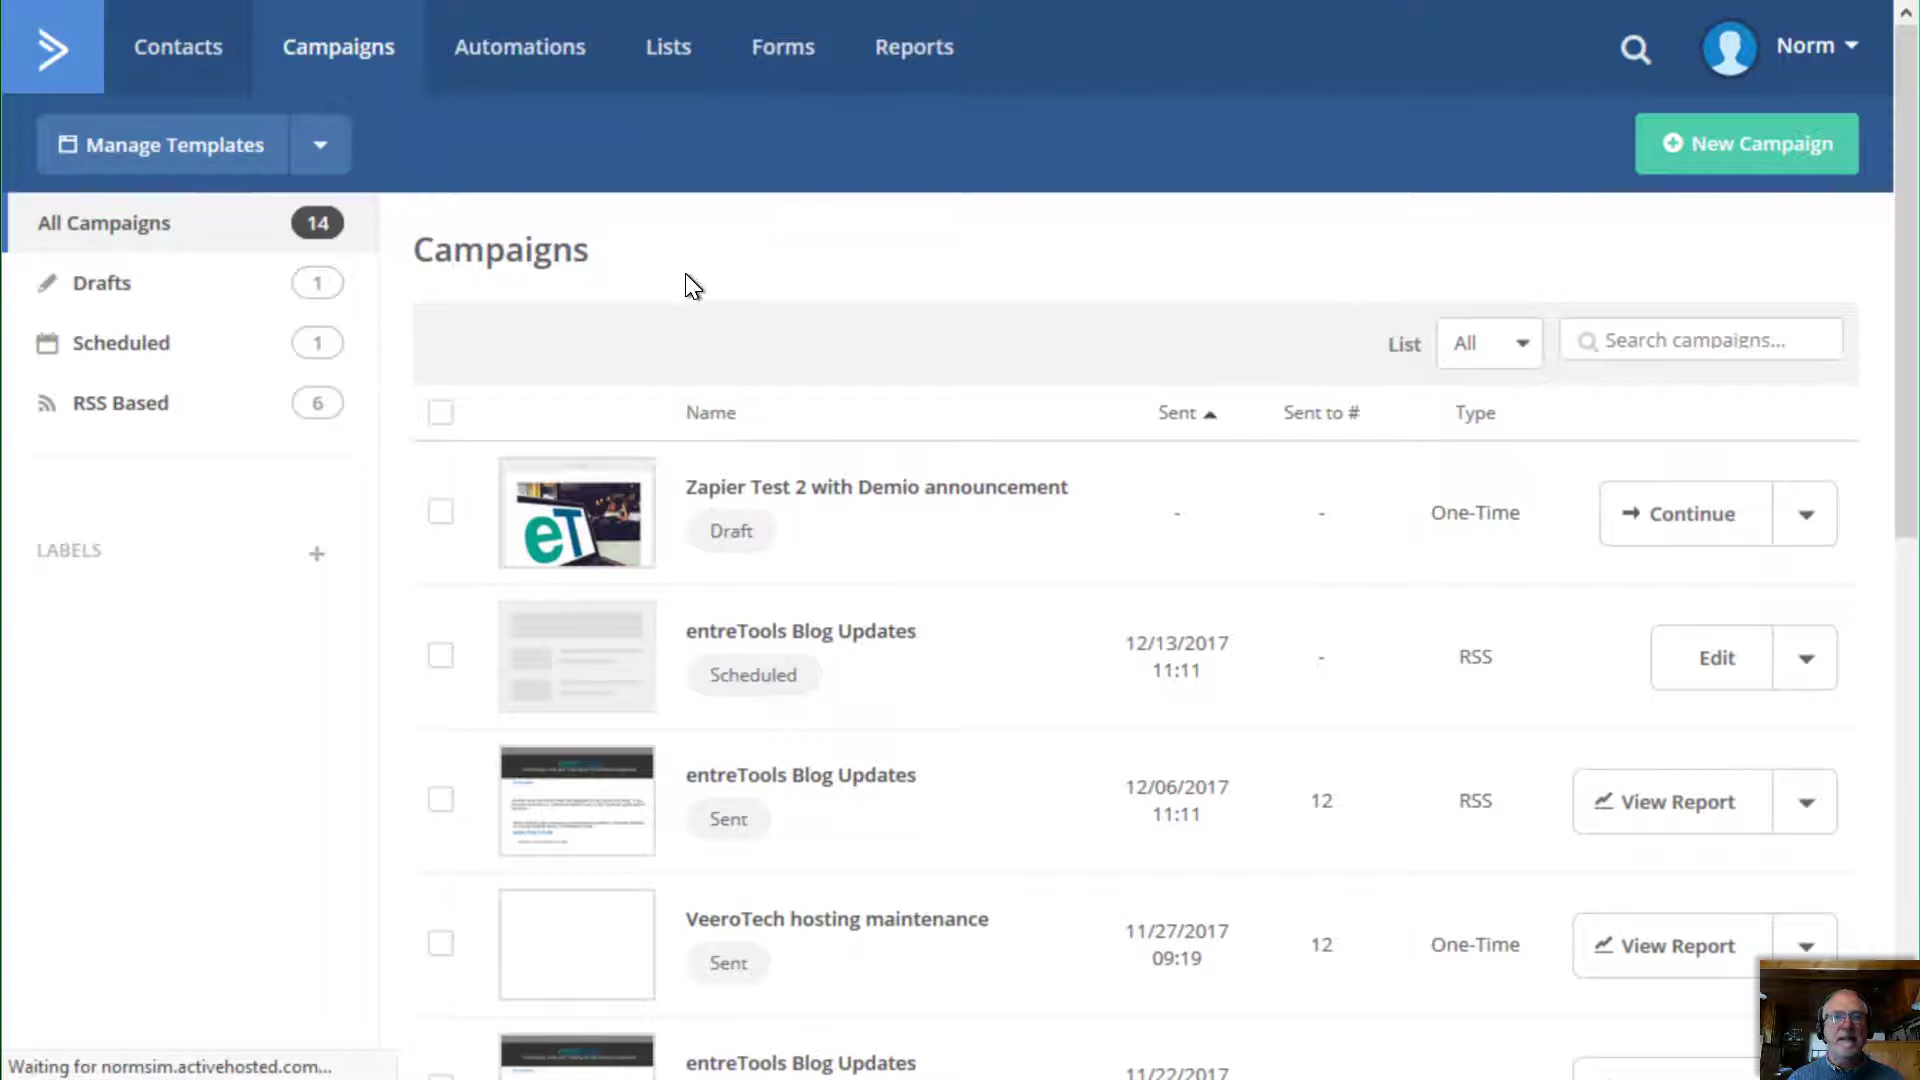 Contacts
Campaigns
Automations
Lists
Forms
Reports
Norm
Manage Templates
New Campaign
All Campaigns 14
Drafts 1
Scheduled 1
RSS Based 6
LABELS +
Campaigns
List All Search campaigns...
Name Sent Sent to # Type
Zapier Test 2 with Demio announcement
Draft
- - One-Time Continue
eT
entreTools Blog Updates
Scheduled
12/13/2017
11:11
- RSS Edit
entreTools Blog Updates
Sent
12/06/2017
11:11
12 RSS View Report
VeeroTech hosting maintenance
Sent
11/27/2017
09:19
12 One-Time View Report
entreTools Blog Updates
11/22/2017
Waiting for normsim.activehosted.com...